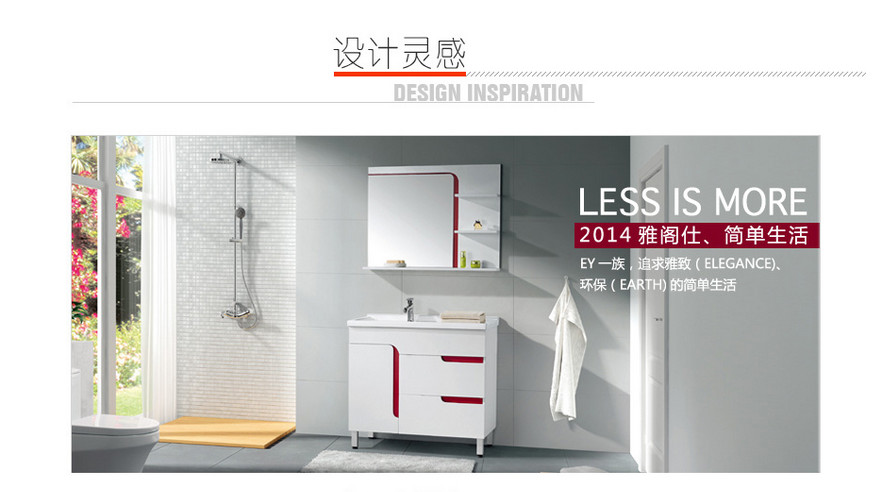 设计灵感
DESIGN INSPIRATION
LESS IS MORE
2014 雅阁仕、简单生活
EY 一族，追求雅致（ELEGANCE)、
环保（EARTH) 的简单生活